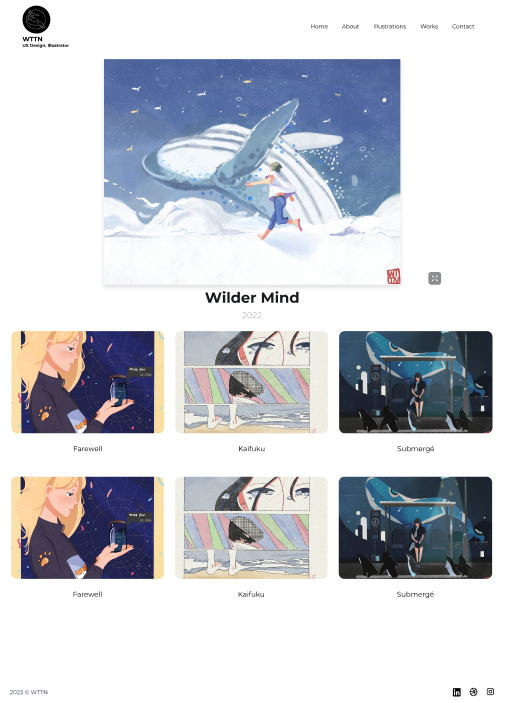 WTTN
UX Design, Illustrator
Home
About
Illustrations
Works
Contact
Wilder Mind
2022
Farewell
Kaifuku
Submergé
Farewell
Kaifuku
Submergé
2023 © WTTN